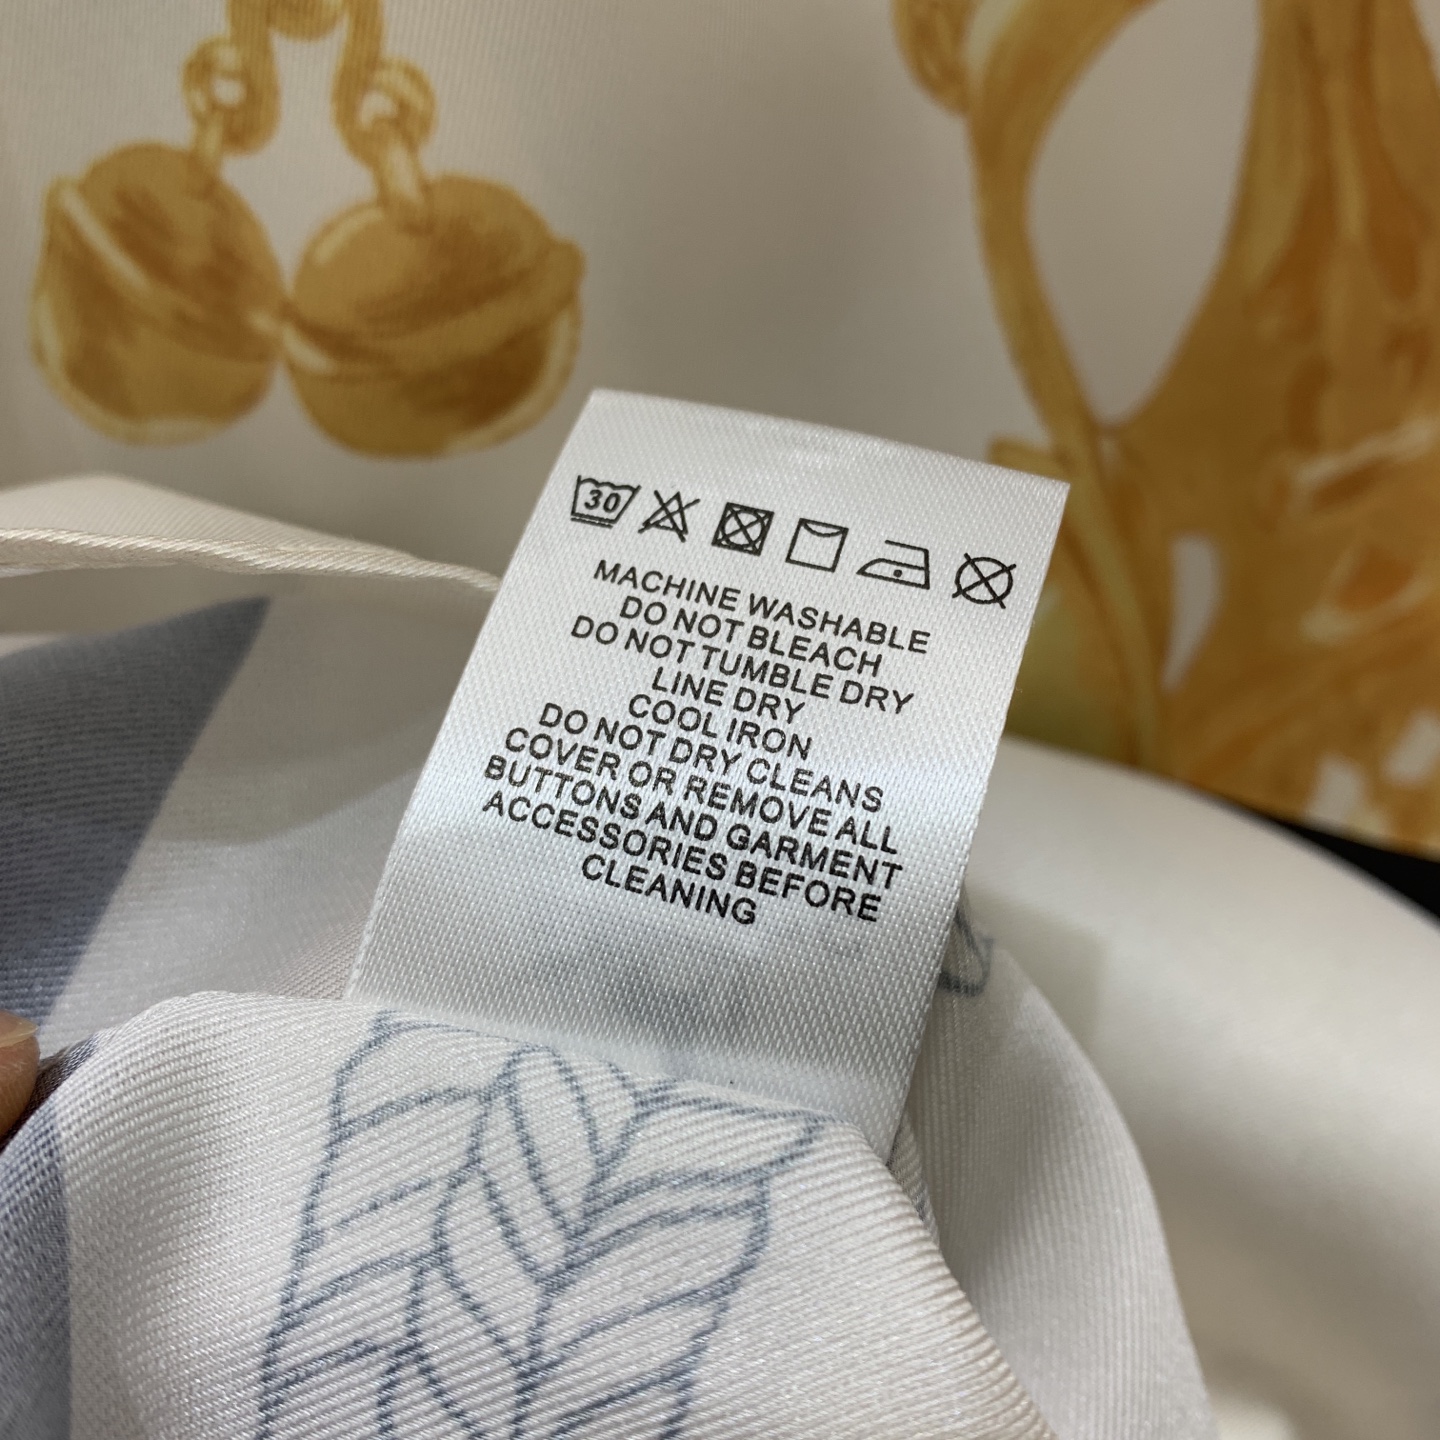 30
MACHINE WASHABLE
DO NOT BLEACH
DO NOT TUMBLE DRY
LINE DRY
COOL IRON
DO NOT DRY CLEANS
COVER OR REMOVE ALL
BUTTONS AND GARMENT
ACCESSORIES BEFORE
CLEANING